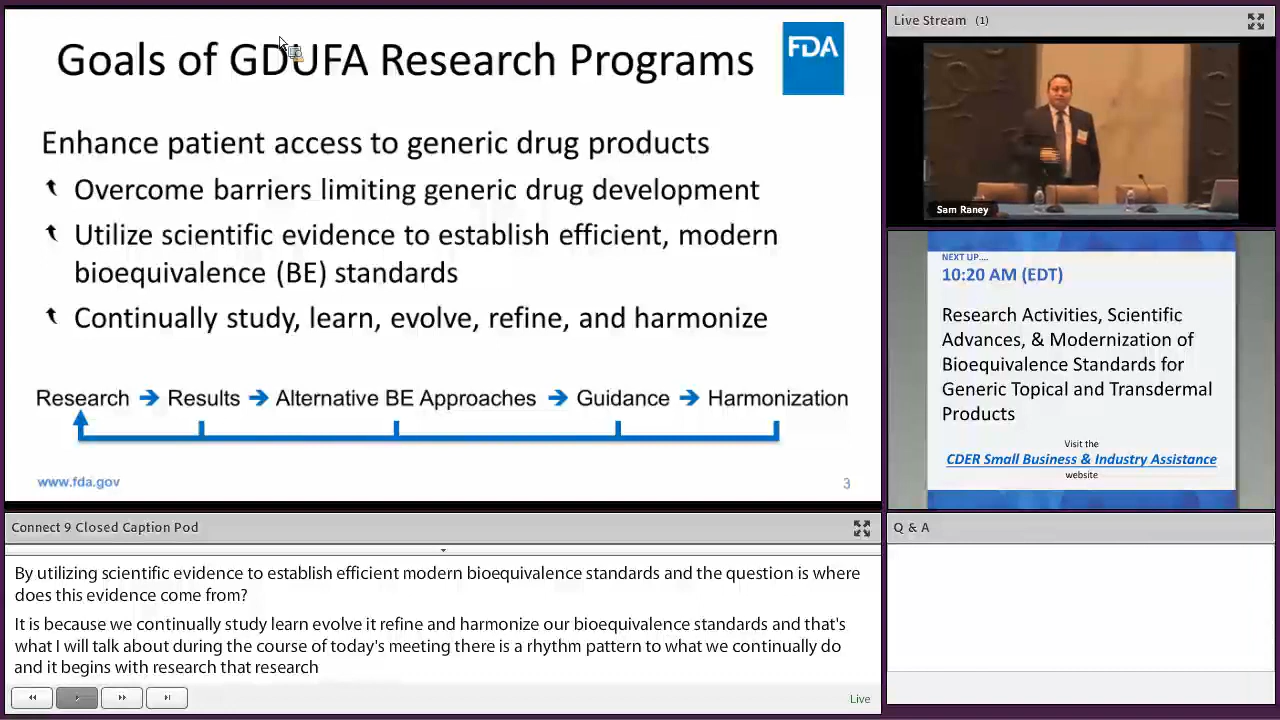 Goals of GDUFA Research Programs
FDA
Enhance patient access to generic drug products
Overcome barriers limiting generic drug development
Utilize scientific evidence to establish efficient, modern
bioequivalence (BE) standards
Continually study, learn, evolve, refine, and harmonize
Research → Results → Alternative BE Approaches → Guidance → Harmonization
www.fda.gov
3
Live Stream (1)
Sam Raney
NEXT UP....
10:20 AM (EDT)
Research Activities, Scientific
Advances, & Modernization of
Bioequivalence Standards for
Generic Topical and Transdermal
Products
Visit the
CDER Small Business & Industry Assistance
website
Connect 9 Closed Caption Pod
By utilizing scientific evidence to establish efficient modern bioequivalence standards and the question is where
does this evidence come from?
It is because we continually study learn evolve it refine and harmonize our bioequivalence standards and that's
what I will talk about during the course of today's meeting there is a rhythm pattern to what we continually do
and it begins with research that research
Live
Q & A